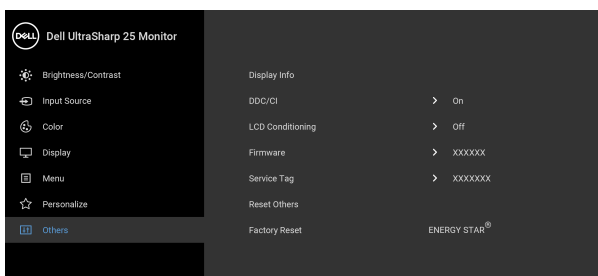 DELL Dell UltraSharp 25 Monitor
Brightness/Contrast Display Info
Input Source DDC/CI > On
Color LCD Conditioning > Off
Display Firmware > XXXXXX
Menu Service Tag > XXXXXXX
Personalize Reset Others
Others Factory Reset ENERGY STAR®